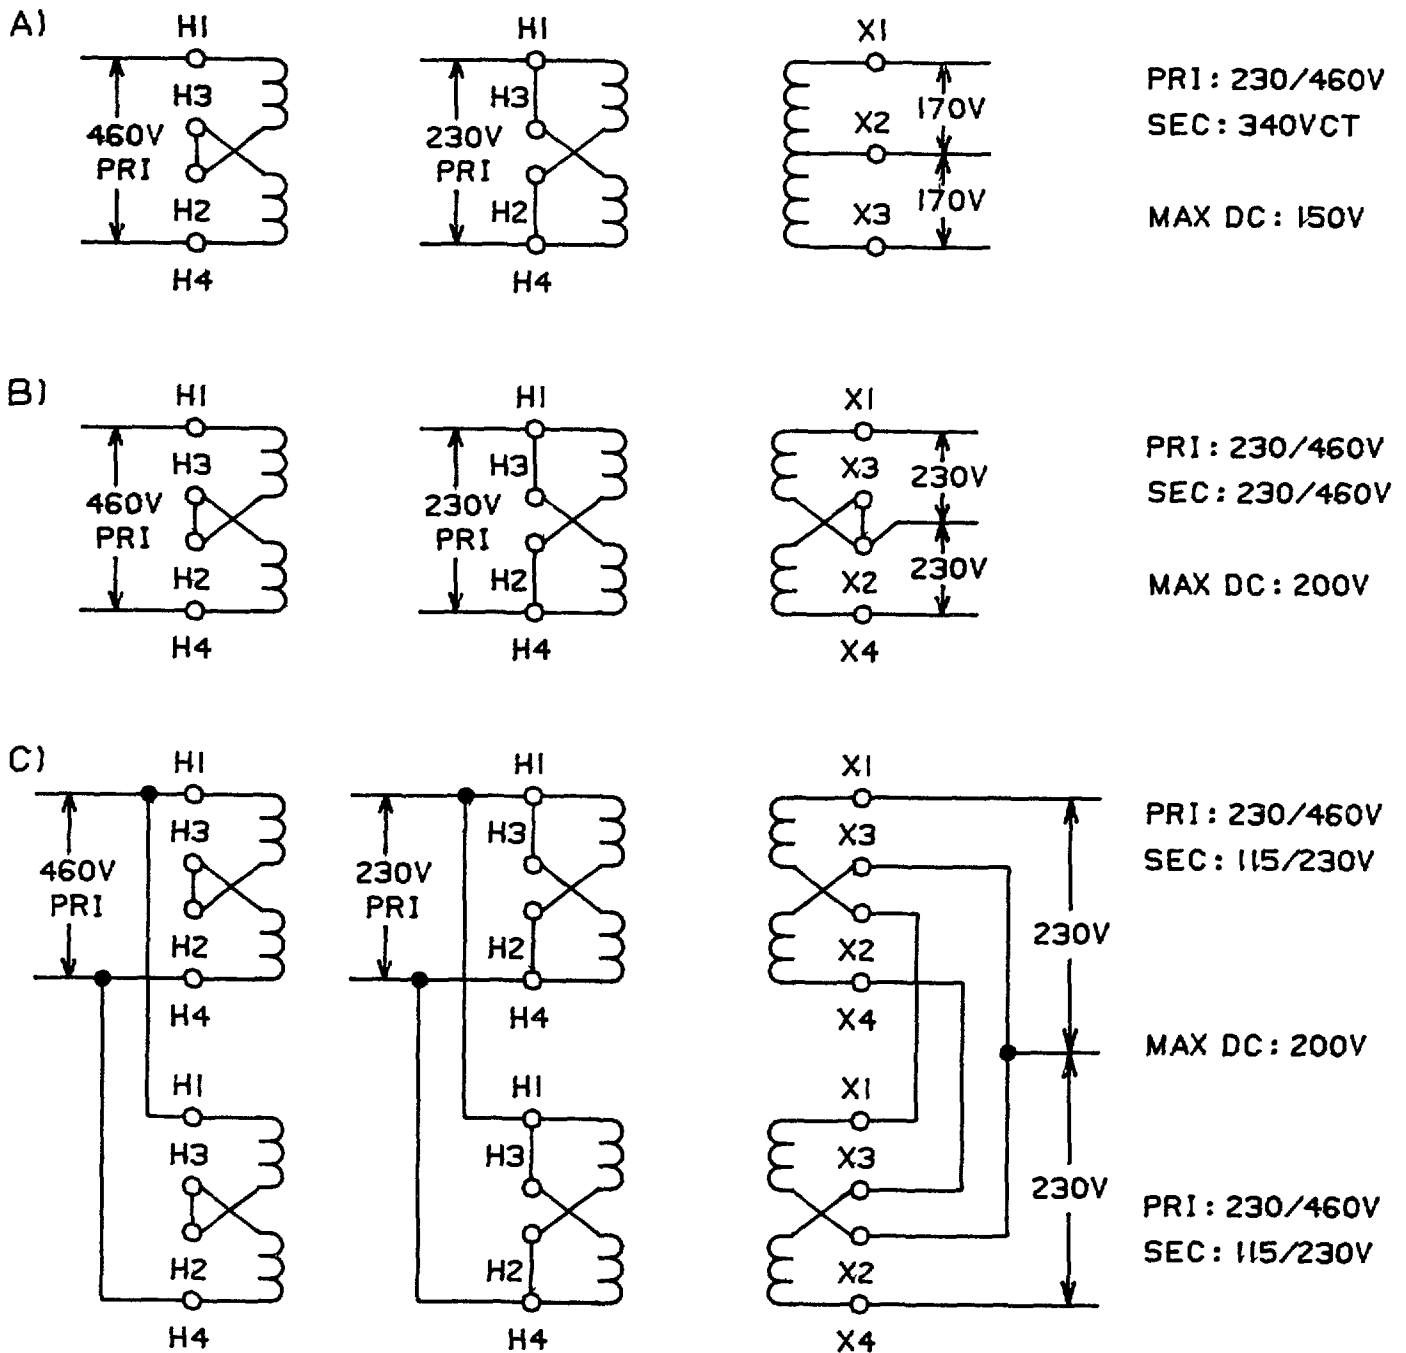 A)
H1
H3
460V
PRI
H2
H4
H1
H3
230V
PRI
H2
H4
X1
170V
X2
170V
X3
PRI: 230/460V
SEC: 340VCT
MAX DC: 150V
B)
H1
H3
460V
PRI
H2
H4
H1
H3
230V
PRI
H2
H4
X1
X3
230V
230V
X2
X4
PRI: 230/460V
SEC: 230/460V
MAX DC: 200V
C)
H1
H3
460V
PRI
H2
H4
H1
H3
H2
H4
H1
H3
230V
PRI
H2
H4
H1
H3
H2
H4
X1
X3
X2
X4
X1
X3
X2
X4
230V
230V
PRI: 230/460V
SEC: 115/230V
MAX DC: 200V
PRI: 230/460V
SEC: 115/230V